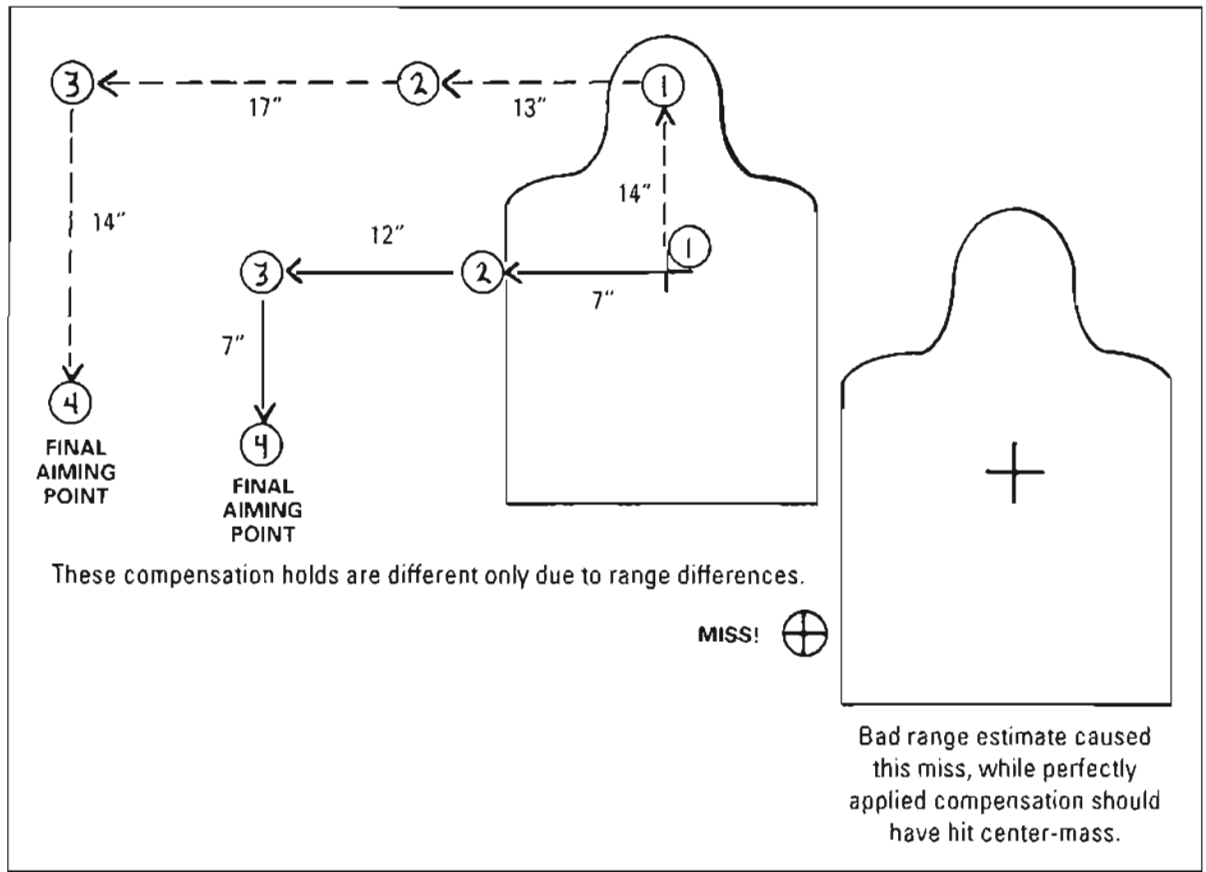 3
2
1
17”
13”
14”
14”
1
12”
3
2
7”
7”
4
4
FINAL
AIMING
POINT
FINAL
AIMING
POINT
These compensation holds are different only due to range differences.
MISS!
Bad range estimate caused
this miss, while perfectly
applied compensation should
have hit center-mass.